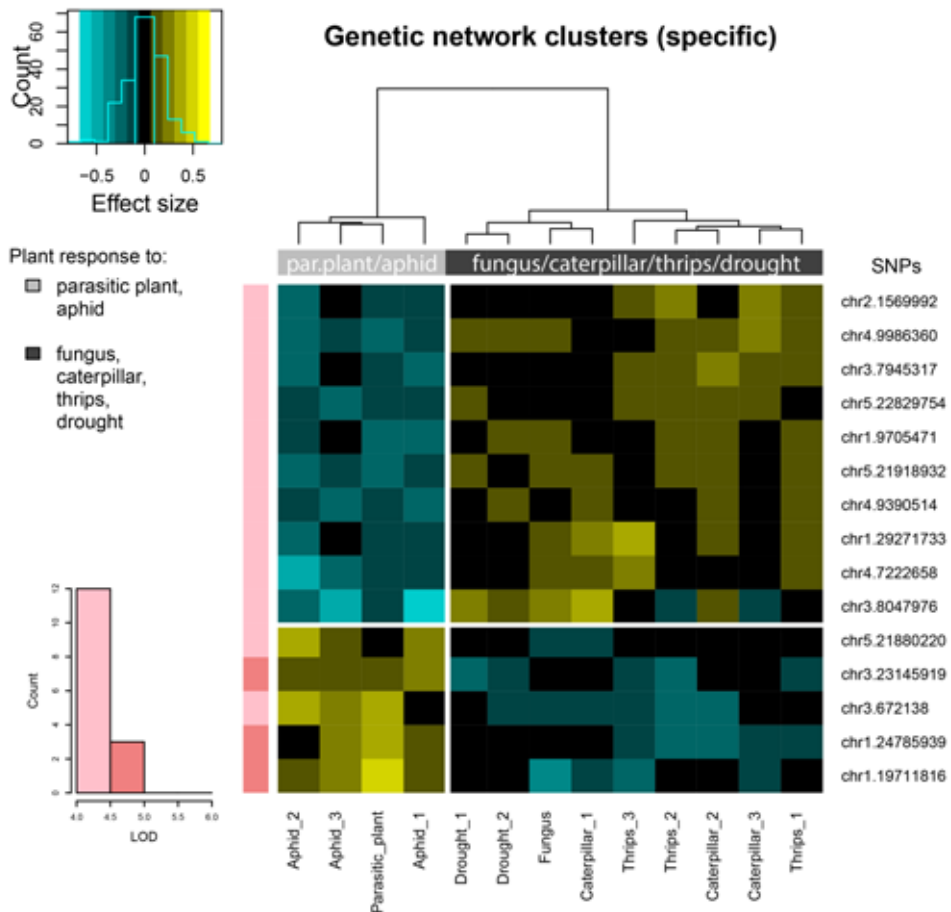 Genetic network clusters (specific)
Count
60
40
20
0
−0.5 0 0.5
Effect size
Plant response to:
parasitic plant,
aphid
fungus,
caterpillar,
thrips,
drought
par.plant/aphid
fungus/caterpillar/thrips/drought
SNPs
chr2.1569992
chr4.9986360
chr3.7945317
chr5.22829754
chr1.9705471
chr5.21918932
chr4.9390514
chr1.29271733
chr4.7222658
chr3.8047976
chr5.21880220
chr3.23145919
chr3.672138
chr1.24785939
chr1.19711816
Count
12
10
8
6
4
2
0
4.0 4.5 5.0 5.5 6.0
LOD
Aphid_2
Aphid_3
Parasitic_plant
Aphid_1
Drought_1
Drought_2
Fungus
Caterpillar_1
Thrips_3
Thrips_2
Caterpillar_2
Caterpillar_3
Thrips_1